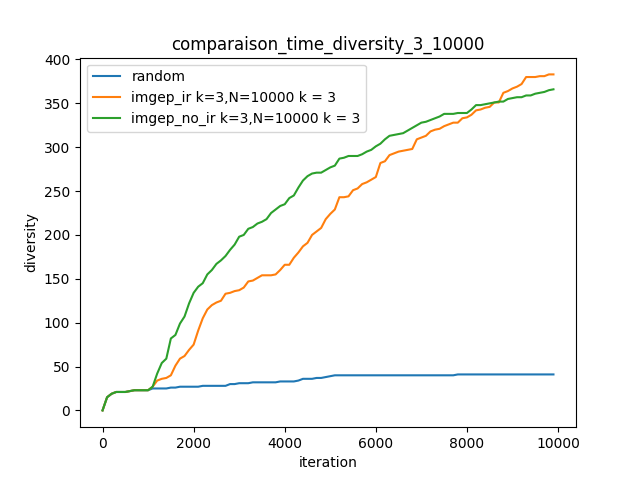 comparaison_time_diversity_3_10000
random
imgep_ir k=3,N=10000 k = 3
imgep_no_ir k=3,N=10000 k = 3
diversity
400
350
300
250
200
150
100
50
0
0 2000 4000 6000 8000 10000
iteration